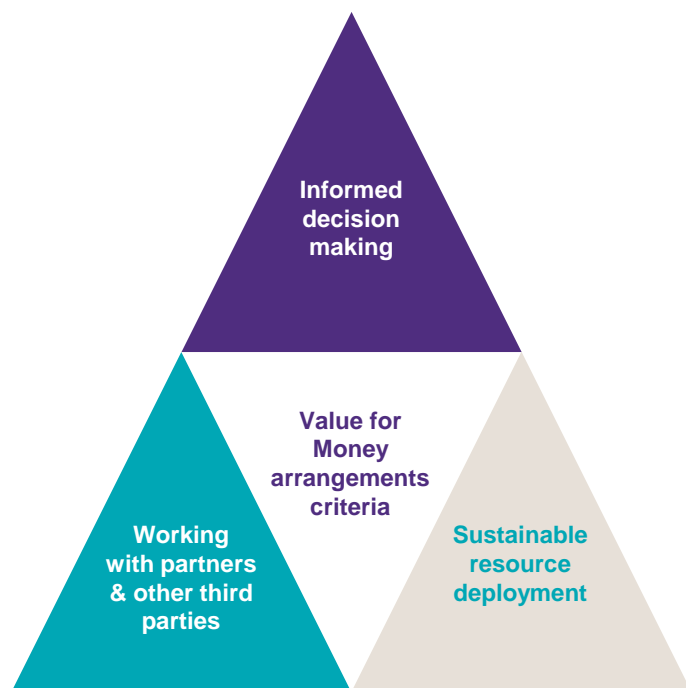 Informed
decision
making
Value for
Money
arrangements
criteria
Working
with partners
& other third
parties
Sustainable
resource
deployment